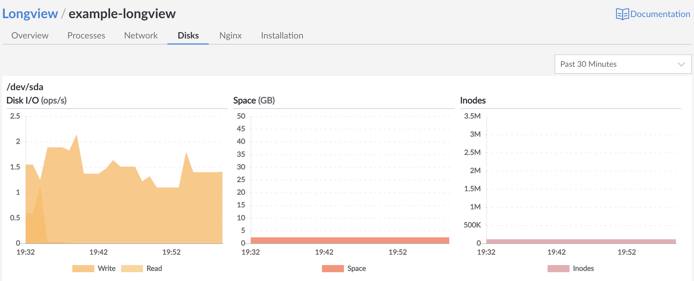 Longview / example-longview
Documentation
Overview Processes Network Disks Nginx Installation
Past 30 Minutes
/dev/sda
Disk I/O (ops/s)
2.5
2
1.5
1
0.5
0
19:32 19:42 19:52
Write Read
Space (GB)
50
45
40
35
30
25
20
15
10
5
0
19:32 19:42 19:52
Space
Inodes
3.5M
3M
2.5M
2M
1.5M
1M
500K
0
19:32 19:42 19:52
Inodes